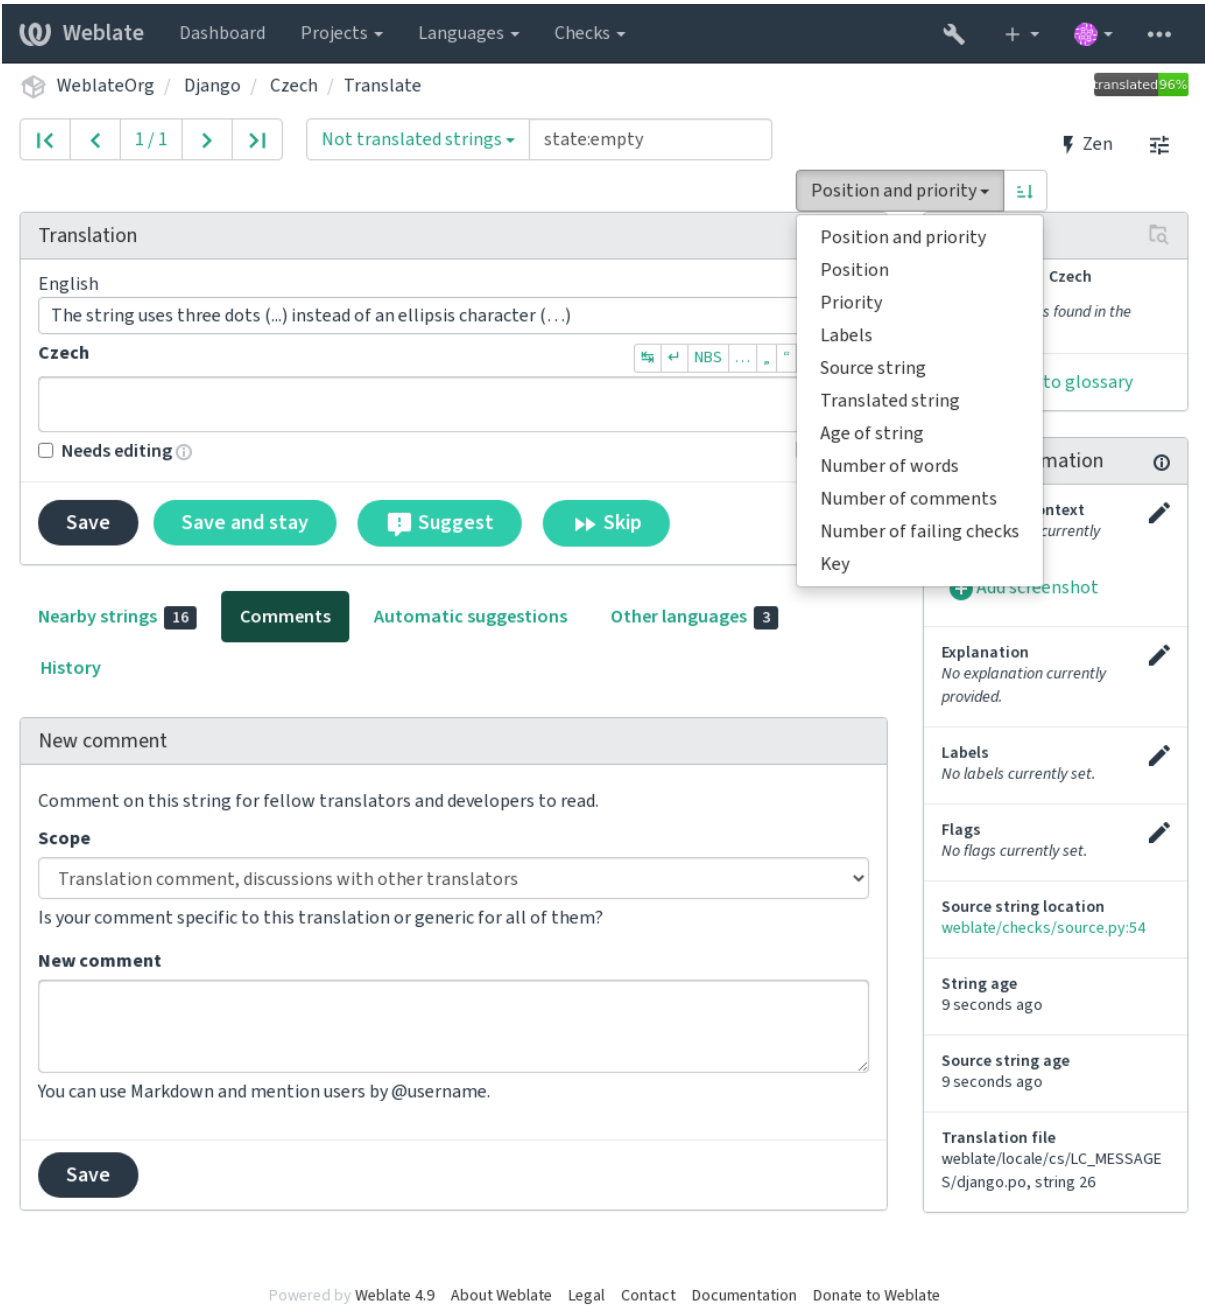 Weblate Dashboard Projects Languages Checks
WeblateOrg / Django / Czech / Translate
translated 96%
1 / 1
Not translated strings state:empty
Zen
Position and priority
Position and priority
Position
Priority
Labels
Source string
Translated string
Age of string
Number of words
Number of comments
Number of failing checks
Key
Translation
English
The string uses three dots (...) instead of an ellipsis character (…)
Czech
NBS … „ “
Needs editing
Save Save and stay Suggest Skip
Nearby strings 16 Comments Automatic suggestions Other languages 3
History
New comment
Comment on this string for fellow translators and developers to read.
Scope
Translation comment, discussions with other translators
Is your comment specific to this translation or generic for all of them?
New comment
You can use Markdown and mention users by @username.
Save
Czech
found in the
to glossary
currently
Add screenshot
Explanation
No explanation currently
provided.
Labels
No labels currently set.
Flags
No flags currently set.
Source string location
weblate/checks/source.py:54
String age
9 seconds ago
Source string age
9 seconds ago
Translation file
weblate/locale/cs/LC_MESSAGE
S/django.po, string 26
Powered by Weblate 4.9 About Weblate Legal Contact Documentation Donate to Weblate